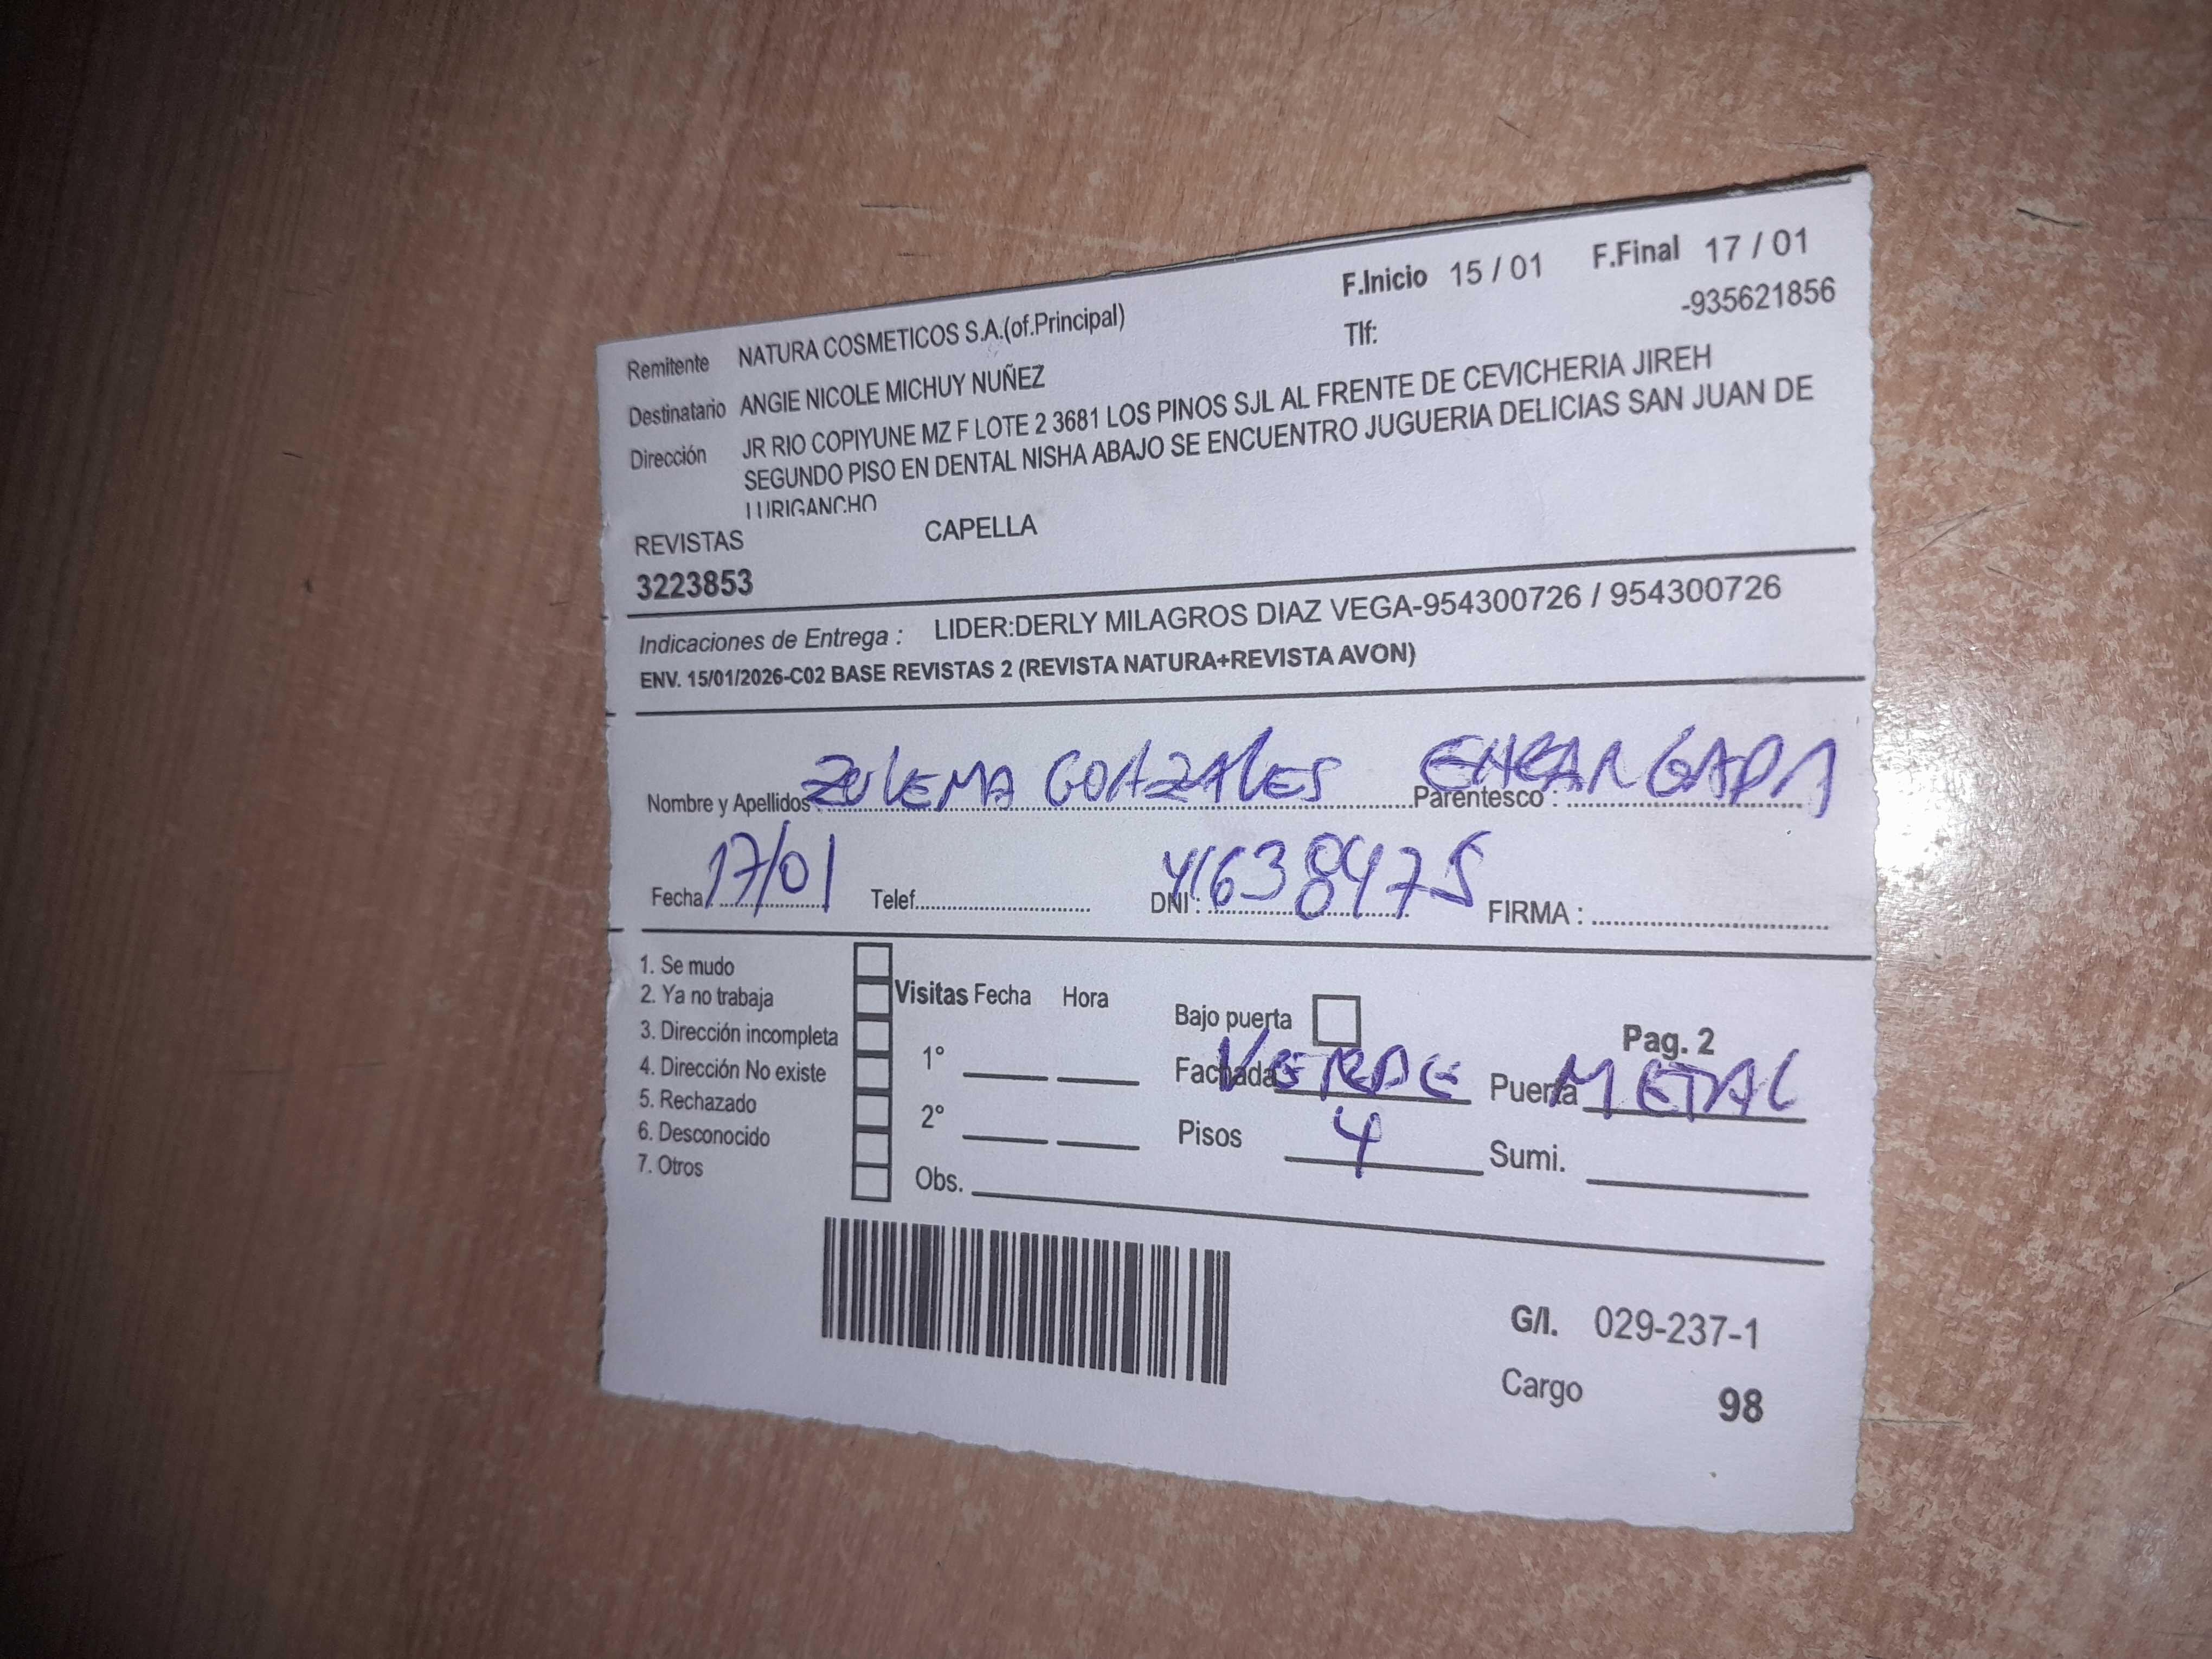 F.Inicio 15 / 01 F.Final 17 / 01
Remitente NATURA COSMETICOS S.A.(of.Principal) Tlf: -935621856
Destinatario ANGIE NICOLE MICHUY NUÑEZ
Dirección JR RIO COPIYUNE MZ F LOTE 2 3681 LOS PINOS SJL AL FRENTE DE CEVICHERIA JIREH
SEGUNDO PISO EN DENTAL NISHA ABAJO SE ENCUENTRO JUGUERIA DELICIAS SAN JUAN DE
LURIGANCHO
REVISTAS CAPELLA
3223853
Indicaciones de Entrega : LIDER:DERLY MILAGROS DIAZ VEGA-954300726 / 954300726
ENV. 15/01/2026-C02 BASE REVISTAS 2 (REVISTA NATURA+REVISTA AVON)
Nombre y Apellidos ZULEMA GONZALES Parentesco : ENCARGADA
Fecha 17/01 Telef. DNI : 41638475 FIRMA :
1. Se mudo
2. Ya no trabaja Visitas Fecha Hora Bajo puerta
3. Dirección incompleta Pag. 2
4. Dirección No existe 1° Fachada VERDE Puerta METAL
5. Rechazado
6. Desconocido 2° Pisos 4 Sumi.
7. Otros Obs.
G/I. 029-237-1
Cargo 98